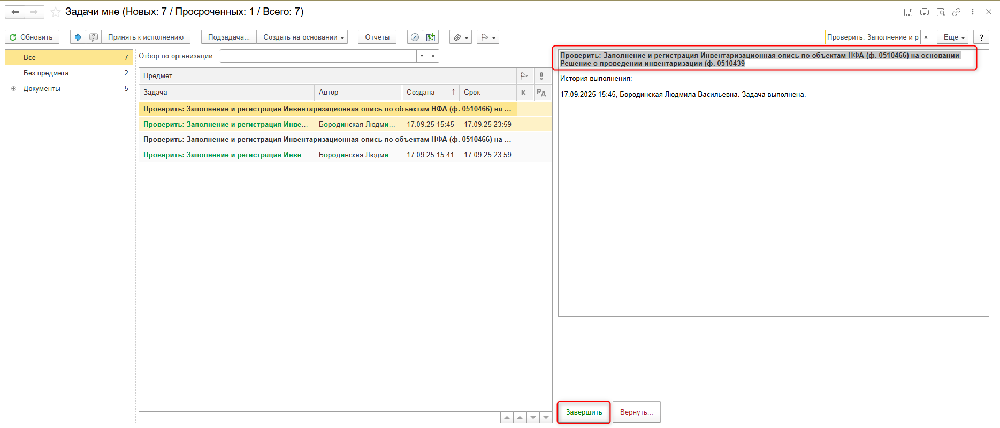 Задачи мне (Новых: 7 / Просроченных: 1 / Всего: 7)
Обновить
Принять к исполнению
Подзадача...
Создать на основании
Отчеты
Проверить: Заполнение и р
×
Еще
?
Все 7
Без предмета 2
Документы 5
Отбор по организации:
Предмет
Задача Автор Создана ↑ Срок К Рд
Проверить: Заполнение и регистрация Инвентаризационная опись по объектам НФА (ф. 0510466) на ...
Проверить: Заполнение и регистрация Инве... Бородинская Людми... 17.09.25 15:45 17.09.25 23:59
Проверить: Заполнение и регистрация Инвентаризационная опись по объектам НФА (ф. 0510466) на ...
Проверить: Заполнение и регистрация Инве... Бородинская Людми... 17.09.25 15:41 17.09.25 23:59
Проверить: Заполнение и регистрация Инвентаризационная опись по объектам НФА (ф. 0510466) на основании
Решение о проведении инвентаризации (ф. 0510439
История выполнения:
------------------------------------
17.09.2025 15:45, Бородинская Людмила Васильевна. Задача выполнена.
Завершить
Вернуть...